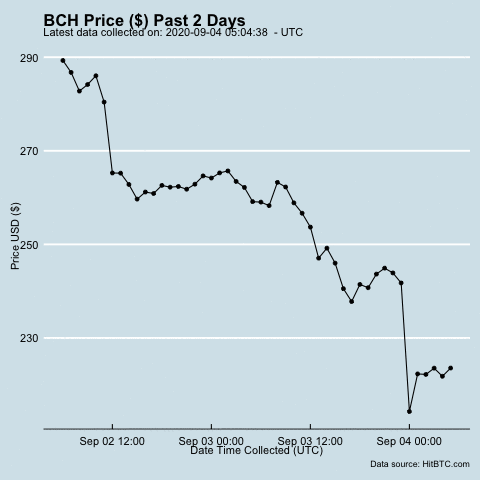 BCH Price ($) Past 2 Days
Latest data collected on: 2020-09-04 05:04:38 - UTC
290
270
250
230
Price USD ($)
Sep 02 12:00 Sep 03 00:00 Sep 03 12:00 Sep 04 00:00
Date Time Collected (UTC)
Data source: HitBTC.com